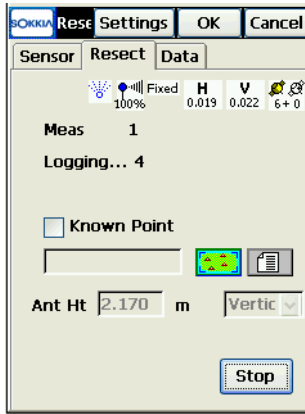 SOKKIA Rese Settings OK Cancel
Sensor Resect Data
Fixed H V
100% 0.019 0.022 6+0
Meas 1
Logging... 4
Known Point
Ant Ht 2.170 m Vertic
Stop